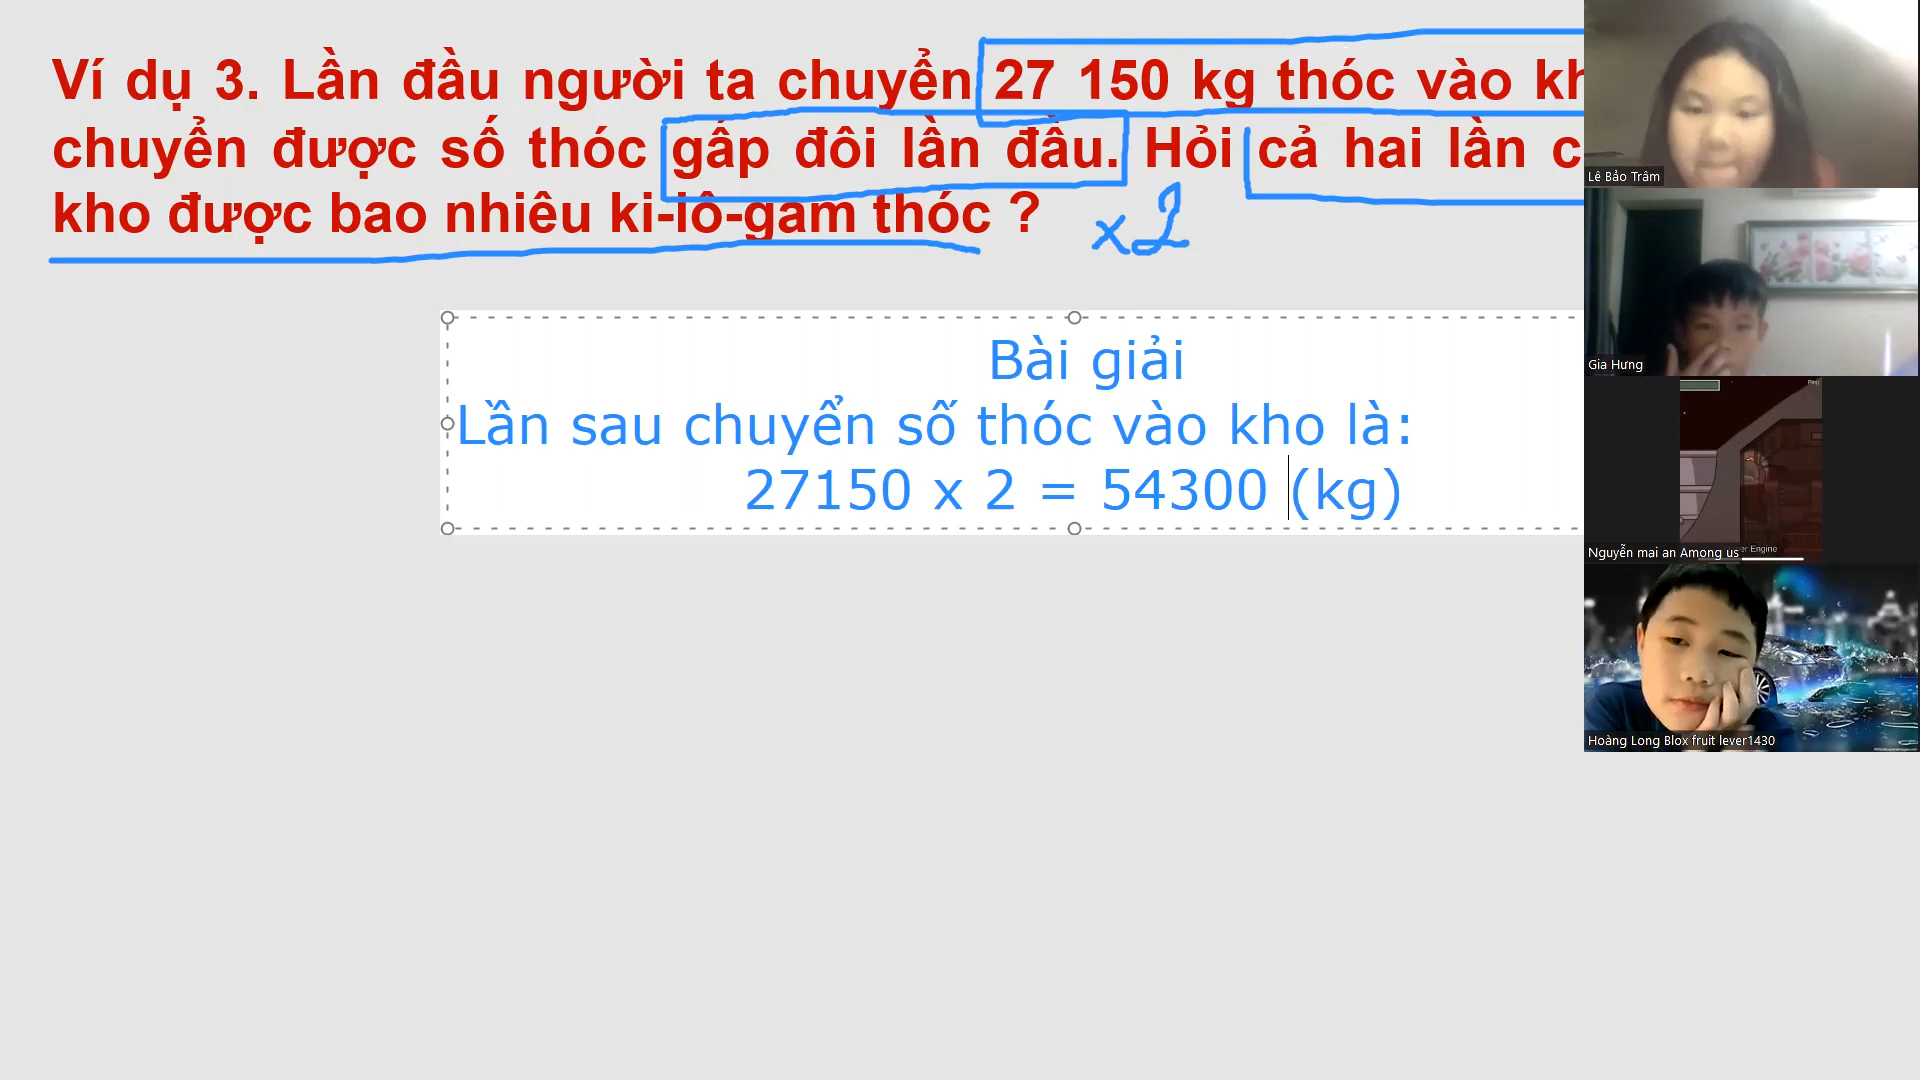 Ví dụ 3. Lần đầu người ta chuyển 27 150 kg thóc vào kh
chuyển được số thóc gấp đôi lần đầu. Hỏi cả hai lần c
kho được bao nhiêu ki-lô-gam thóc ?
x2
Bài giải
Lần sau chuyển số thóc vào kho là:
27150 x 2 = 54300 (kg)
Lê Bảo Trâm
Gia Hưng
Ping
er Engine
Nguyễn mai an Among us
Hoàng Long Blox fruit lever1430